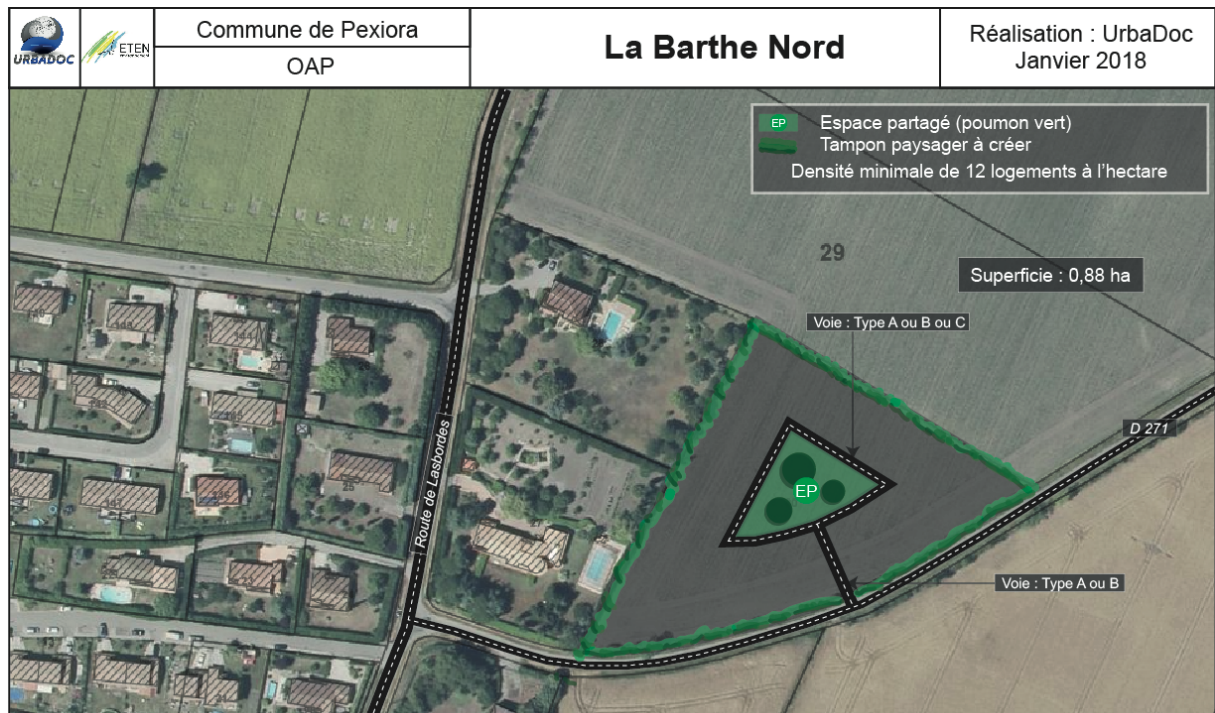 URBADOC
ETEN
Commune de Pexiora
OAP
La Barthe Nord
Réalisation : UrbaDoc
Janvier 2018
EP Espace partagé (poumon vert)
Tampon paysager à créer
Densité minimale de 12 logements à l'hectare
29
Superficie : 0,88 ha
Voie : Type A ou B ou C
D 271
Route de Lasbordes
EP
Voie : Type A ou B